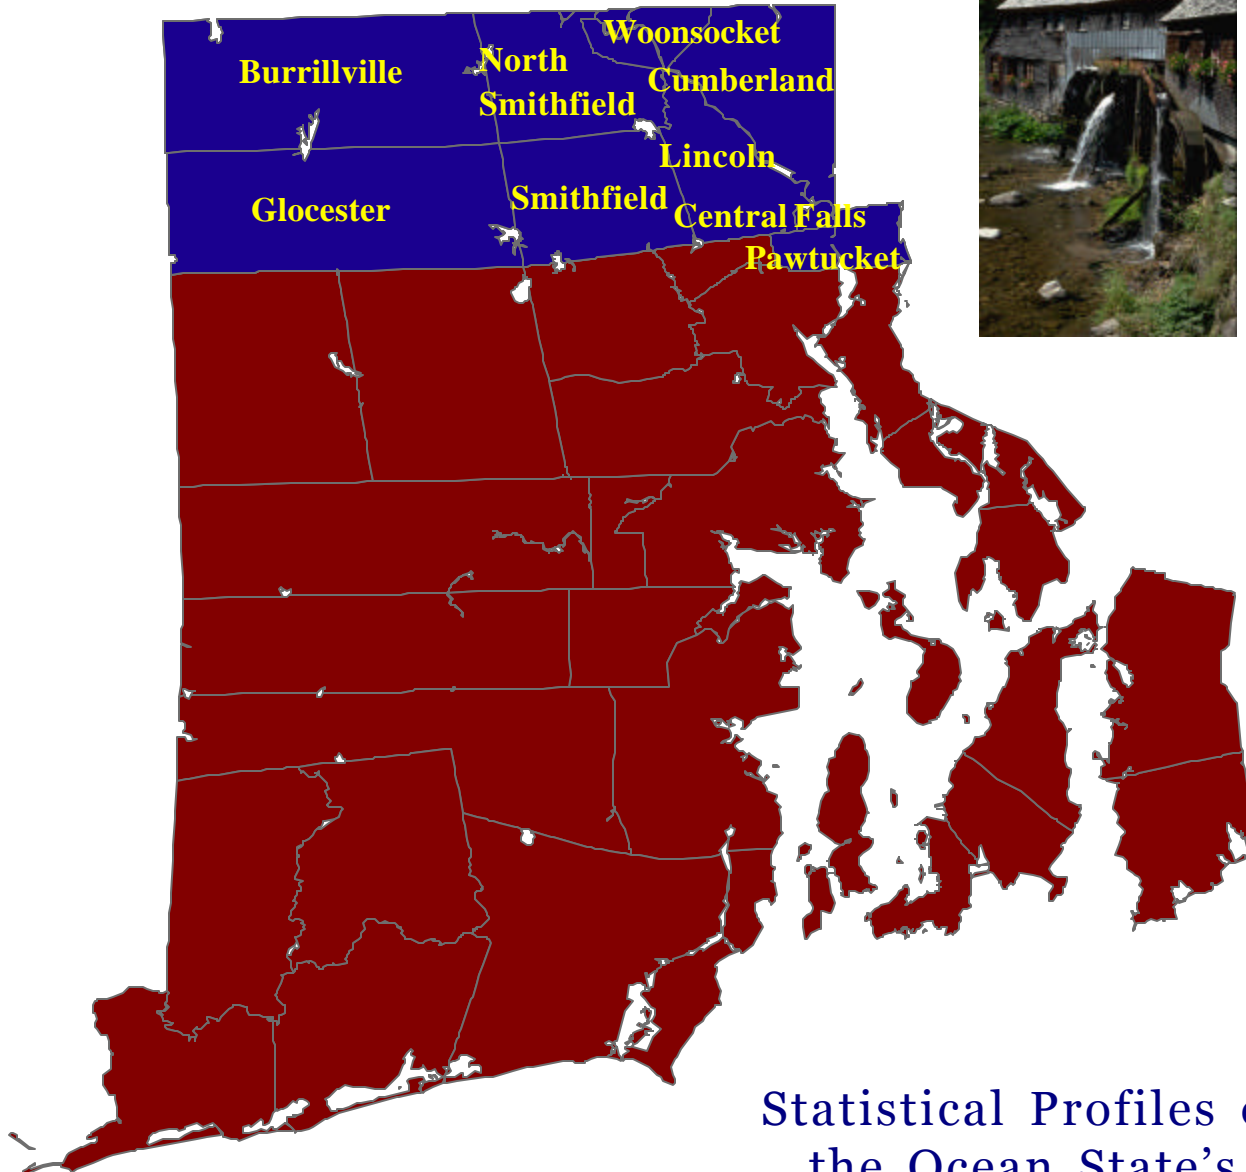 Woonsocket
Burrillville
North
Smithfield
Cumberland
Lincoln
Glocester
Smithfield
Central Falls
Pawtucket
Statistical Profiles
the Ocean State's